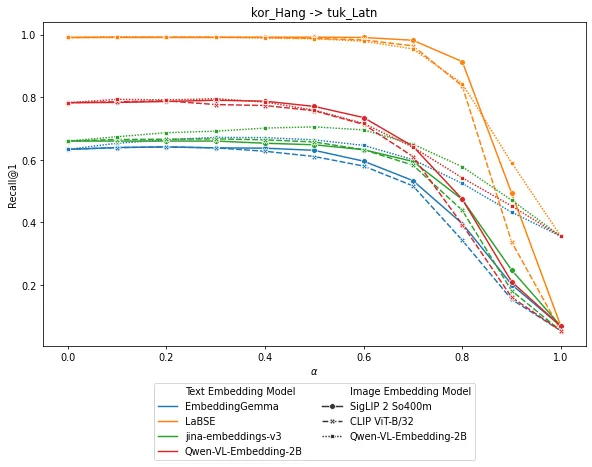 kor_Hang -> tuk_Latn
Recall@1
1.0
0.8
0.6
0.4
0.2
0.0 0.2 0.4 0.6 0.8 1.0
α
Text Embedding Model
EmbeddingGemma
LaBSE
jina-embeddings-v3
Qwen-VL-Embedding-2B
Image Embedding Model
SigLIP 2 So400m
CLIP ViT-B/32
Qwen-VL-Embedding-2B